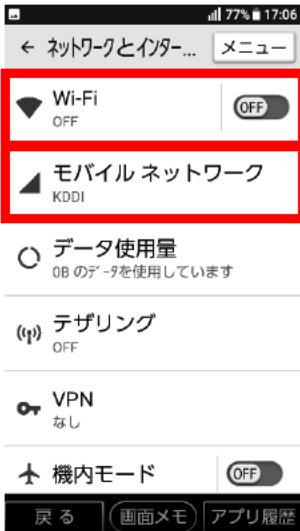 77% 17:06
← ネットワークとインター... メニュー
Wi-Fi
OFF
OFF
モバイル ネットワーク
KDDI
データ使用量
0B のデータを使用しています
テザリング
OFF
VPN
なし
機内モード OFF
戻る 画面メモ アプリ履歴